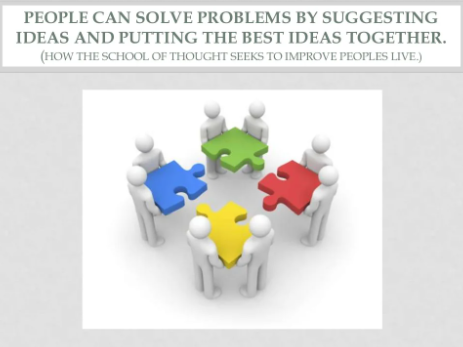 PEOPLE CAN SOLVE PROBLEMS BY SUGGESTING
IDEAS AND PUTTING THE BEST IDEAS TOGETHER.
(HOW THE SCHOOL OF THOUGHT SEEKS TO IMPROVE PEOPLES LIVE.)